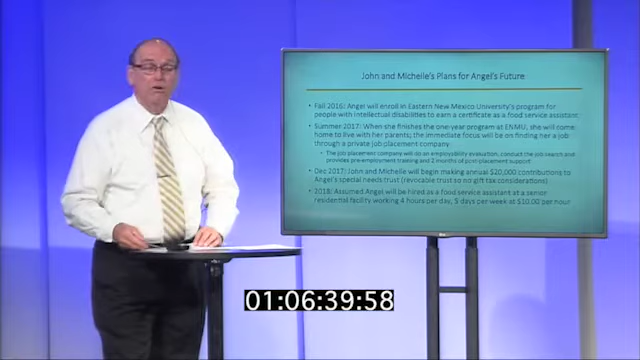 John and Michelle's Plans for Angel's Future
• Fall 2016: Angel will enroll in Eastern New Mexico University's program for
people with intellectual disabilities to earn a certificate as a food service assistant
• Summer 2017: When she finishes the one-year program at ENMU, she will come
home to live with her parents; the immediate focus will be on finding her a job
through a private job placement company:
• The job placement company will do an employability evaluation, conduct the job search and
provides pre-employment training and 2 months of post-placement support
• Dec 2017: John and Michelle will begin making annual $20,000 contributions to
Angel's special needs trust (revocable trust so no gift tax considerations)
• 2018: Assumed Angel will be hired as a food service assistant at a senior
residential facility working 4 hours per day, 5 days per week at $10.00 per hour
01:06:39:58